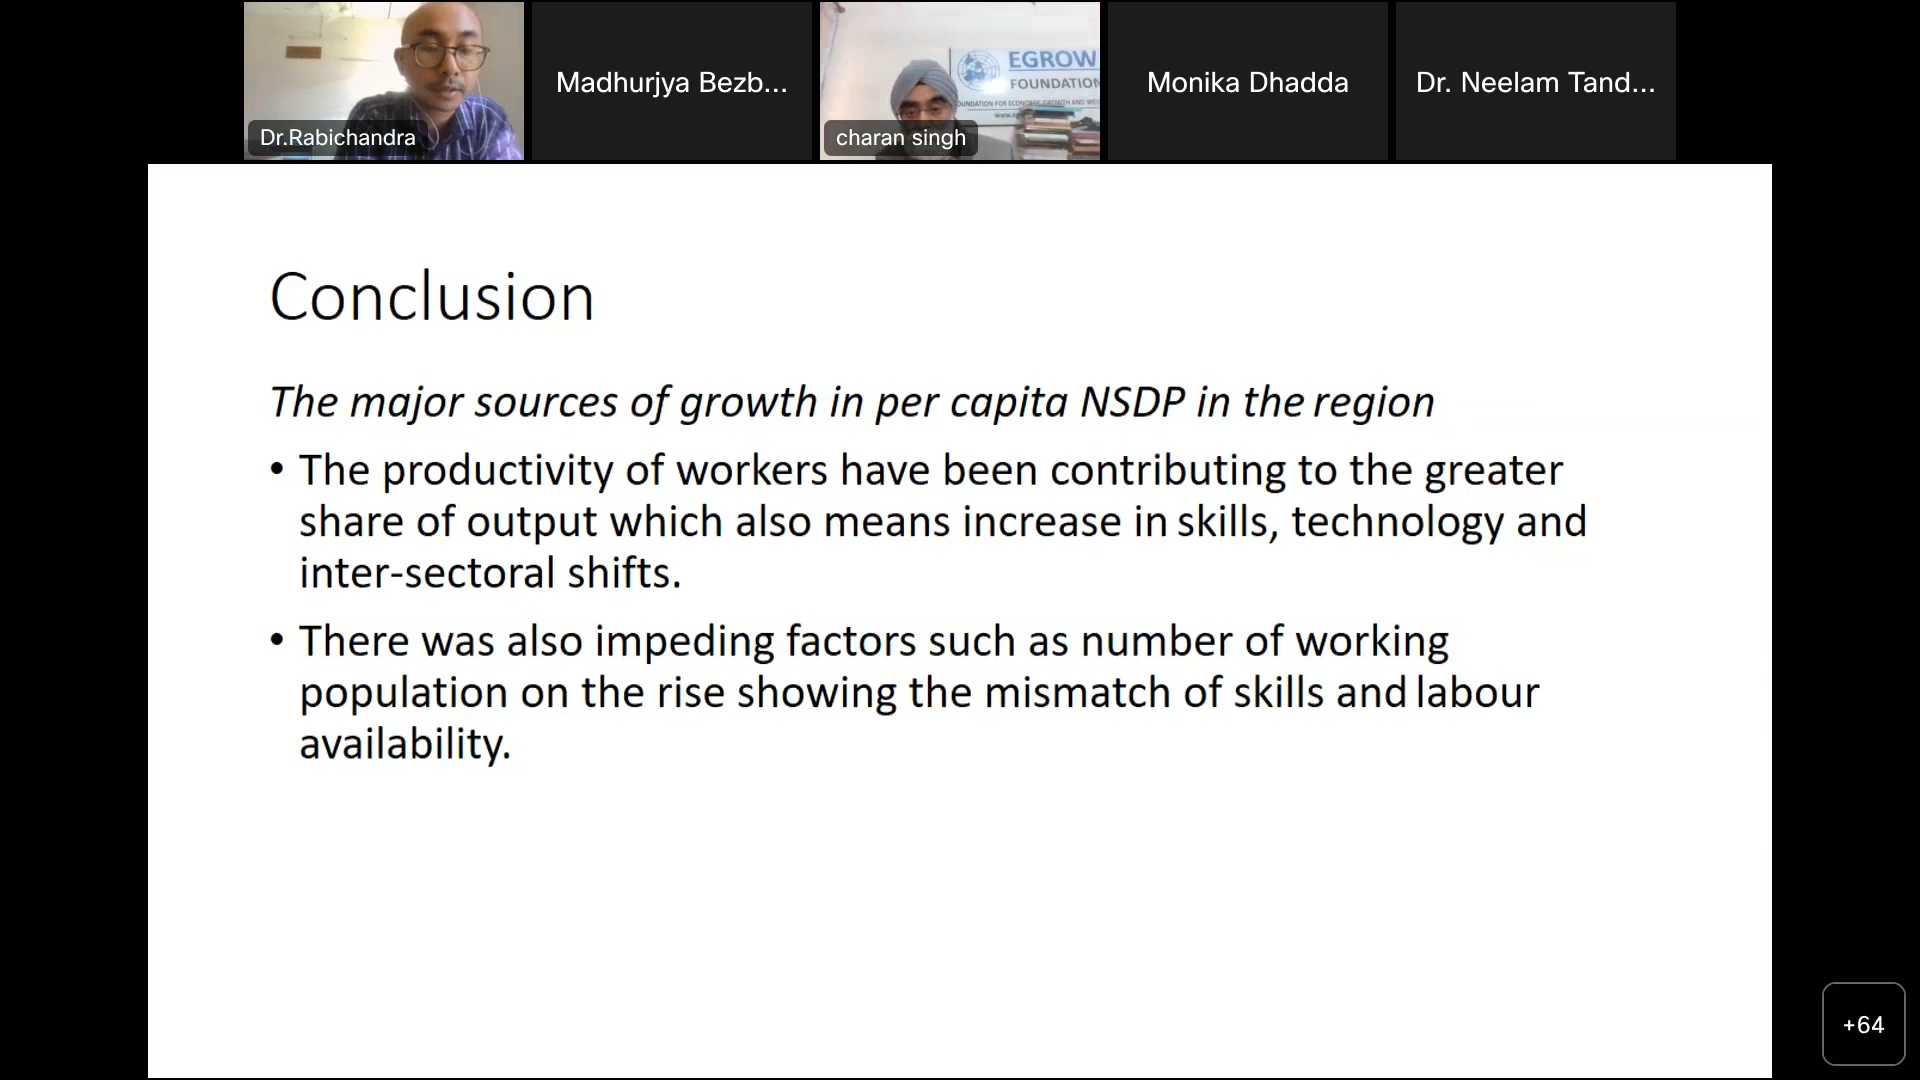 Dr.Rabichandra
Madhurjya Bezb...
EGROW
FOUNDATION
www.eg
charan singh
Monika Dhadda
Dr. Neelam Tand...
Conclusion
The major sources of growth in per capita NSDP in the region
• The productivity of workers have been contributing to the greater
share of output which also means increase in skills, technology and
inter-sectoral shifts.
• There was also impeding factors such as number of working
population on the rise showing the mismatch of skills and labour
availability.
+64